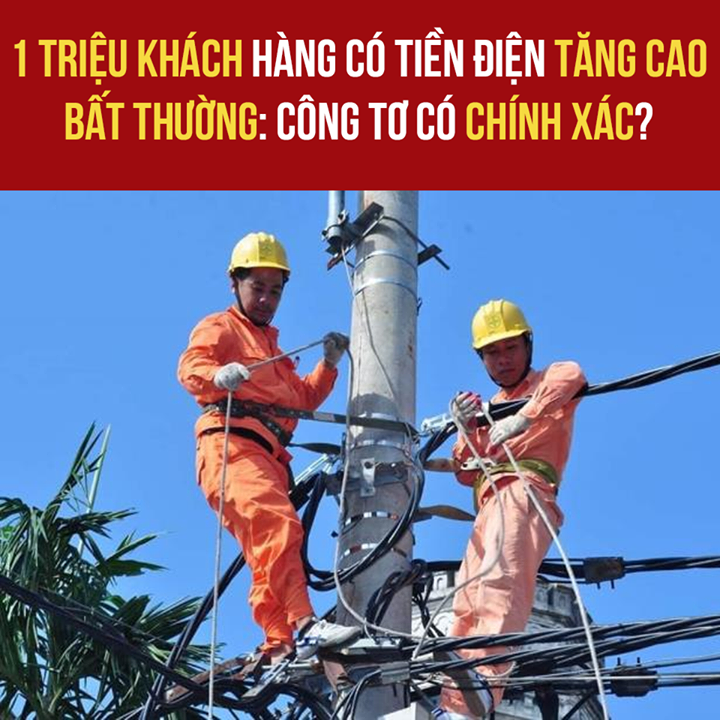 1 TRIỆU KHÁCH HÀNG CÓ TIỀN ĐIỆN TĂNG CAO
BẤT THƯỜNG: CÔNG TƠ CÓ CHÍNH XÁC?